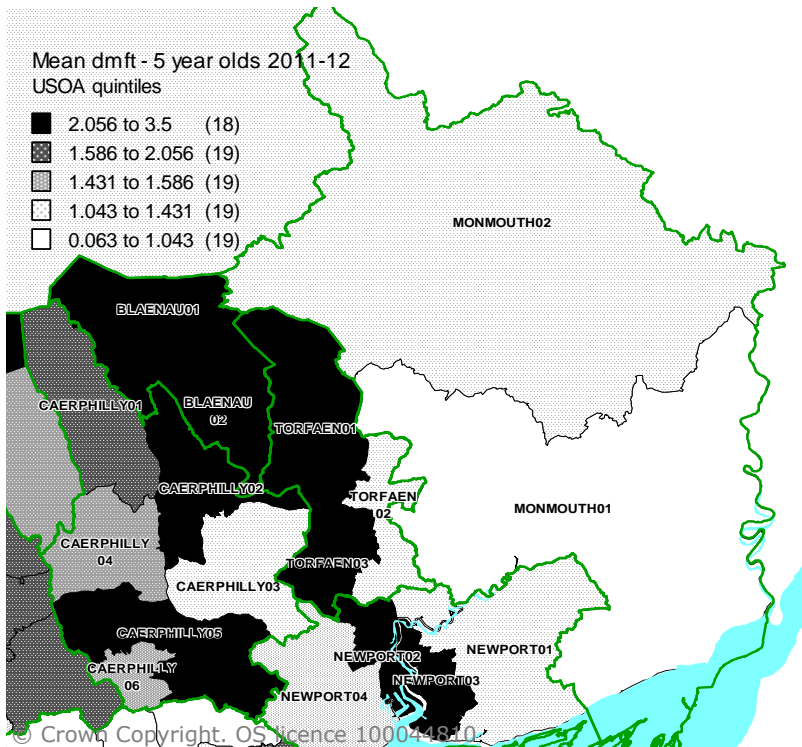 Mean dmft - 5 year olds 2011-12
USOA quintiles
2.056 to 3.5 (18)
1.586 to 2.056 (19)
1.431 to 1.586 (19)
1.043 to 1.431 (19)
0.063 to 1.043 (19)
MONMOUTH02
BLAENAU01
CAERPHILLY01
BLAENAU
02
TORFAEN01
CAERPHILLY02
TORFAEN
02
MONMOUTH01
CAERPHILLY
04
TORFAEN03
CAERPHILLY03
CAERPHILLY05
NEWPORT01
NEWPORT02
CAERPHILLY
06
NEWPORT03
NEWPORT04
© Crown Copyright. OS licence 100044810.